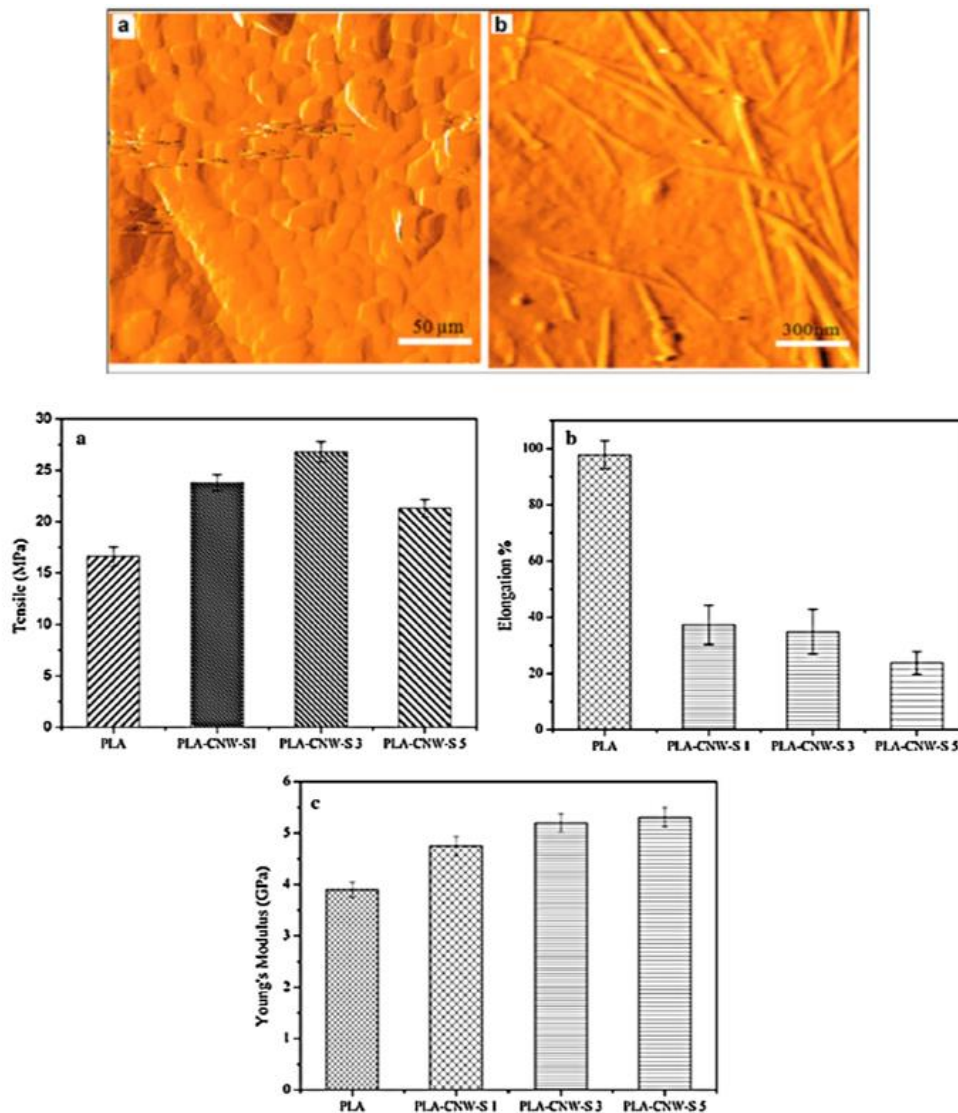 a
b
50 µm
300nm
a
Tensile (MPa)
30
25
20
15
10
5
0
PLA
PLA-CNW-S1
PLA-CNW-S 3
PLA-CNW-S 5
b
Elongation %
100
80
60
40
20
0
PLA
PLA-CNW-S 1
PLA-CNW-S 3
PLA-CNW-S 5
c
Young's Modulus (GPa)
6
5
4
3
2
1
0
PLA
PLA-CNW-S 1
PLA-CNW-S 3
PLA-CNW-S 5